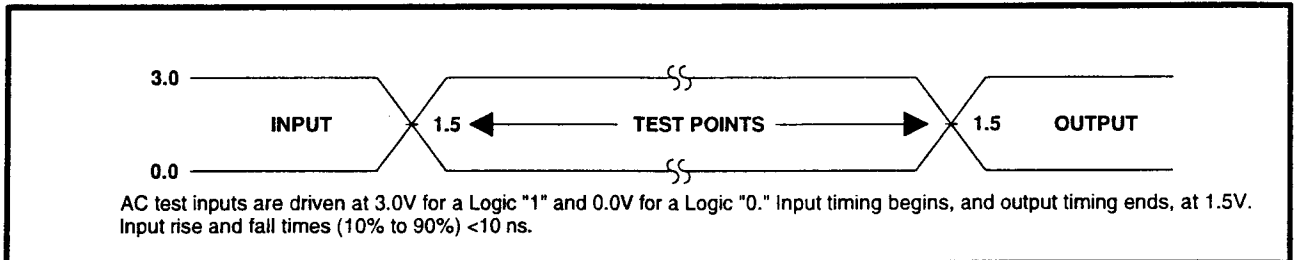 3.0
INPUT 1.5 TEST POINTS 1.5 OUTPUT
0.0
AC test inputs are driven at 3.0V for a Logic "1" and 0.0V for a Logic "0." Input timing begins, and output timing ends, at 1.5V.
Input rise and fall times (10% to 90%) <10 ns.